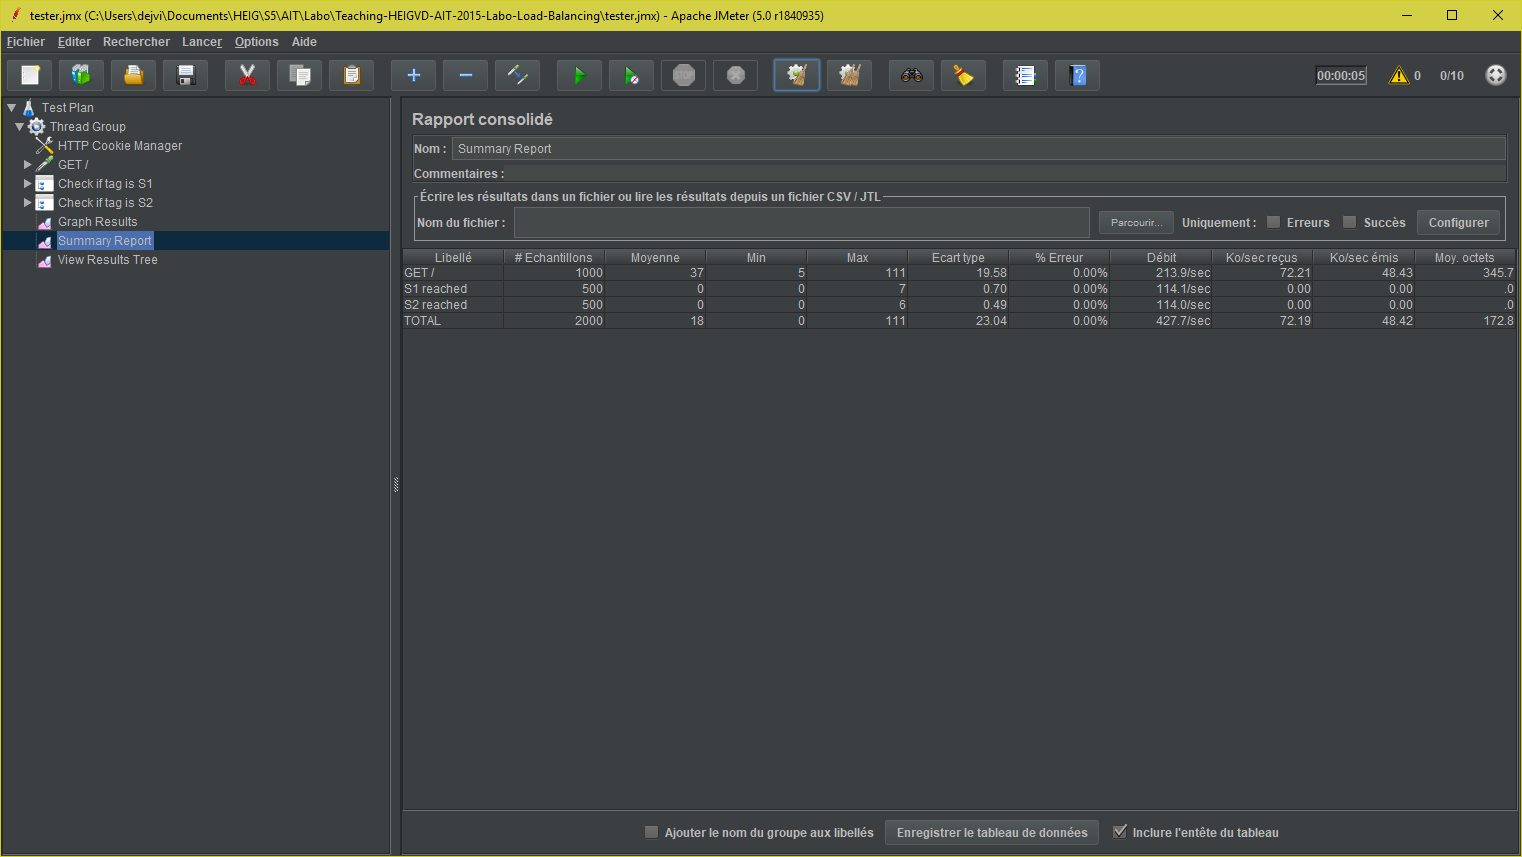 tester.jmx (C:\Users\dejvi\Documents\HEIG\S5\AIT\Labo\Teaching-HEIGVD-AIT-2015-Labo-Load-Balancing\tester.jmx) - Apache JMeter (5.0 r1840935)
Fichier Editer Rechercher Lancer Options Aide
STOP 00:00:05 0 0/10
Test Plan
Thread Group
HTTP Cookie Manager
GET /
Check if tag is S1
Check if tag is S2
Graph Results
Summary Report
View Results Tree
Rapport consolidé
Nom : Summary Report
Commentaires :
Écrire les résultats dans un fichier ou lire les résultats depuis un fichier CSV / JTL
Nom du fichier : Parcourir... Uniquement : Erreurs Succès Configurer
Libellé # Echantillons Moyenne Min Max Ecart type % Erreur Débit Ko/sec reçus Ko/sec émis Moy. octets
GET / 1000 37 5 111 19.58 0.00% 213.9/sec 72.21 48.43 345.7
S1 reached 500 0 0 7 0.70 0.00% 114.1/sec 0.00 0.00 .0
S2 reached 500 0 0 6 0.49 0.00% 114.0/sec 0.00 0.00 .0
TOTAL 2000 18 0 111 23.04 0.00% 427.7/sec 72.19 48.42 172.8
Ajouter le nom du groupe aux libellés Enregistrer le tableau de données Inclure l'entête du tableau